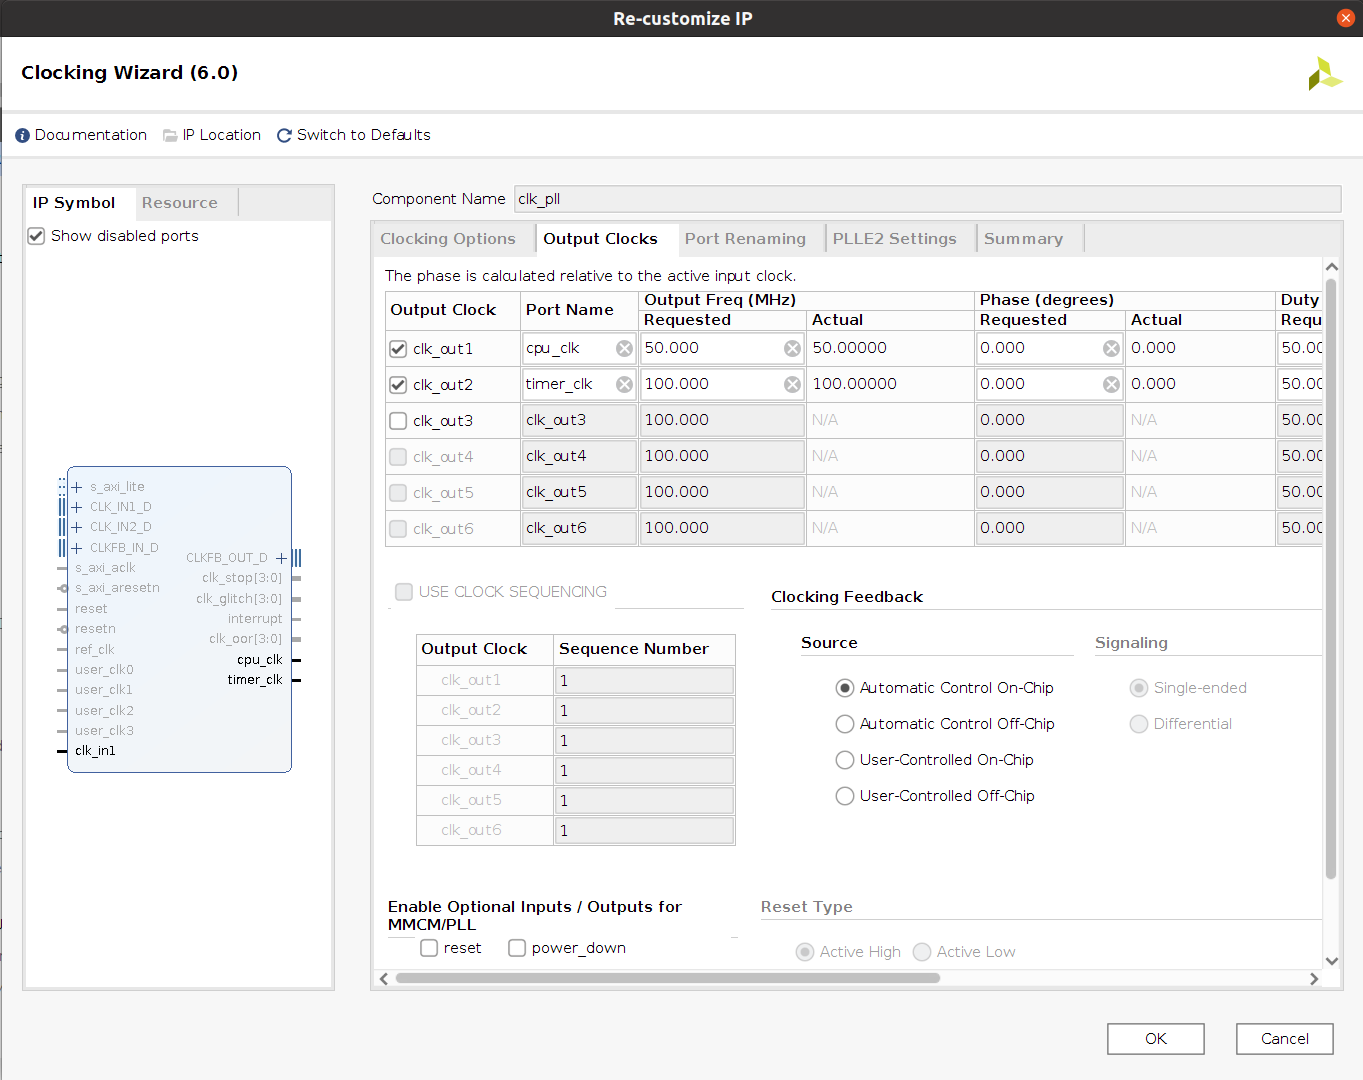 Re-customize IP
Clocking Wizard (6.0)
Documentation IP Location Switch to Defaults
IP Symbol Resource
Show disabled ports
s_axi_lite
CLK_IN1_D
CLK_IN2_D
CLKFB_IN_D
s_axi_aclk
s_axi_aresetn
reset
resetn
ref_clk
user_clk0
user_clk1
user_clk2
user_clk3
clk_in1
CLKFB_OUT_D
clk_stop[3:0]
clk_glitch[3:0]
interrupt
clk_oor[3:0]
cpu_clk
timer_clk
Component Name clk_pll
Clocking Options Output Clocks Port Renaming PLLE2 Settings Summary
The phase is calculated relative to the active input clock.
Output Clock Port Name Output Freq (MHz) Phase (degrees) Duty
Requested Actual Requested Actual Requ
clk_out1 cpu_clk 50.000 50.00000 0.000 0.000 50.00
clk_out2 timer_clk 100.000 100.00000 0.000 0.000 50.00
clk_out3 clk_out3 100.000 N/A 0.000 N/A 50.00
clk_out4 clk_out4 100.000 N/A 0.000 N/A 50.00
clk_out5 clk_out5 100.000 N/A 0.000 N/A 50.00
clk_out6 clk_out6 100.000 N/A 0.000 N/A 50.00
USE CLOCK SEQUENCING
Output Clock Sequence Number
clk_out1 1
clk_out2 1
clk_out3 1
clk_out4 1
clk_out5 1
clk_out6 1
Clocking Feedback
Source Signaling
Automatic Control On-Chip Single-ended
Automatic Control Off-Chip Differential
User-Controlled On-Chip
User-Controlled Off-Chip
Enable Optional Inputs / Outputs for
MMCM/PLL
reset power_down
Reset Type
Active High Active Low
OK Cancel